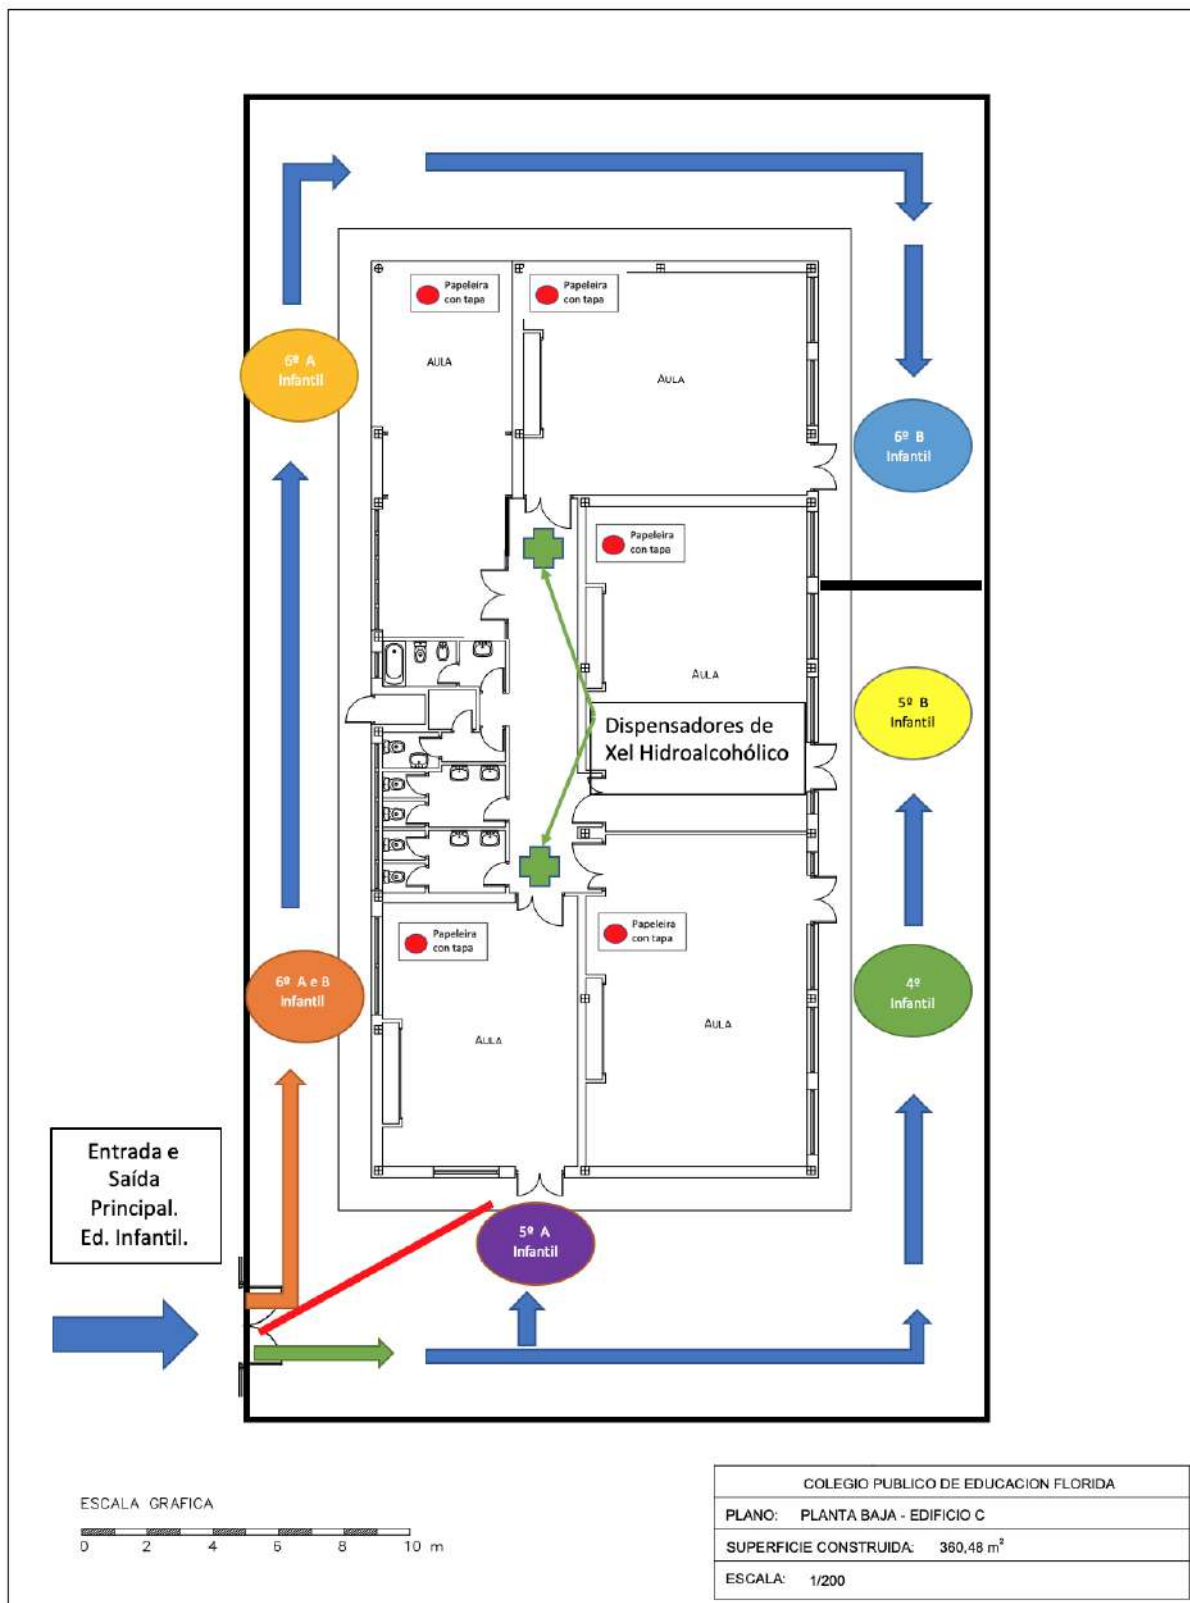 Papeleira
con tapa
Papeleira
con tapa
AULA
AULA
6º A
Infantil
6º B
Infantil
Papeleira
con tapa
AULA
Dispensadores de
Xel Hidroalcohólico
5º B
Infantil
Papeleira
con tapa
Papeleira
con tapa
6º A e B
Infantil
4º
Infantil
AULA
AULA
Entrada e
Saída
Principal.
Ed. Infantil.
5º A
Infantil
ESCALA GRAFICA
0 2 4 6 8 10 m
COLEGIO PUBLICO DE EDUCACION FLORIDA
PLANO: PLANTA BAJA - EDIFICIO C
SUPERFICIE CONSTRUIDA: 360,48 m²
ESCALA: 1/200